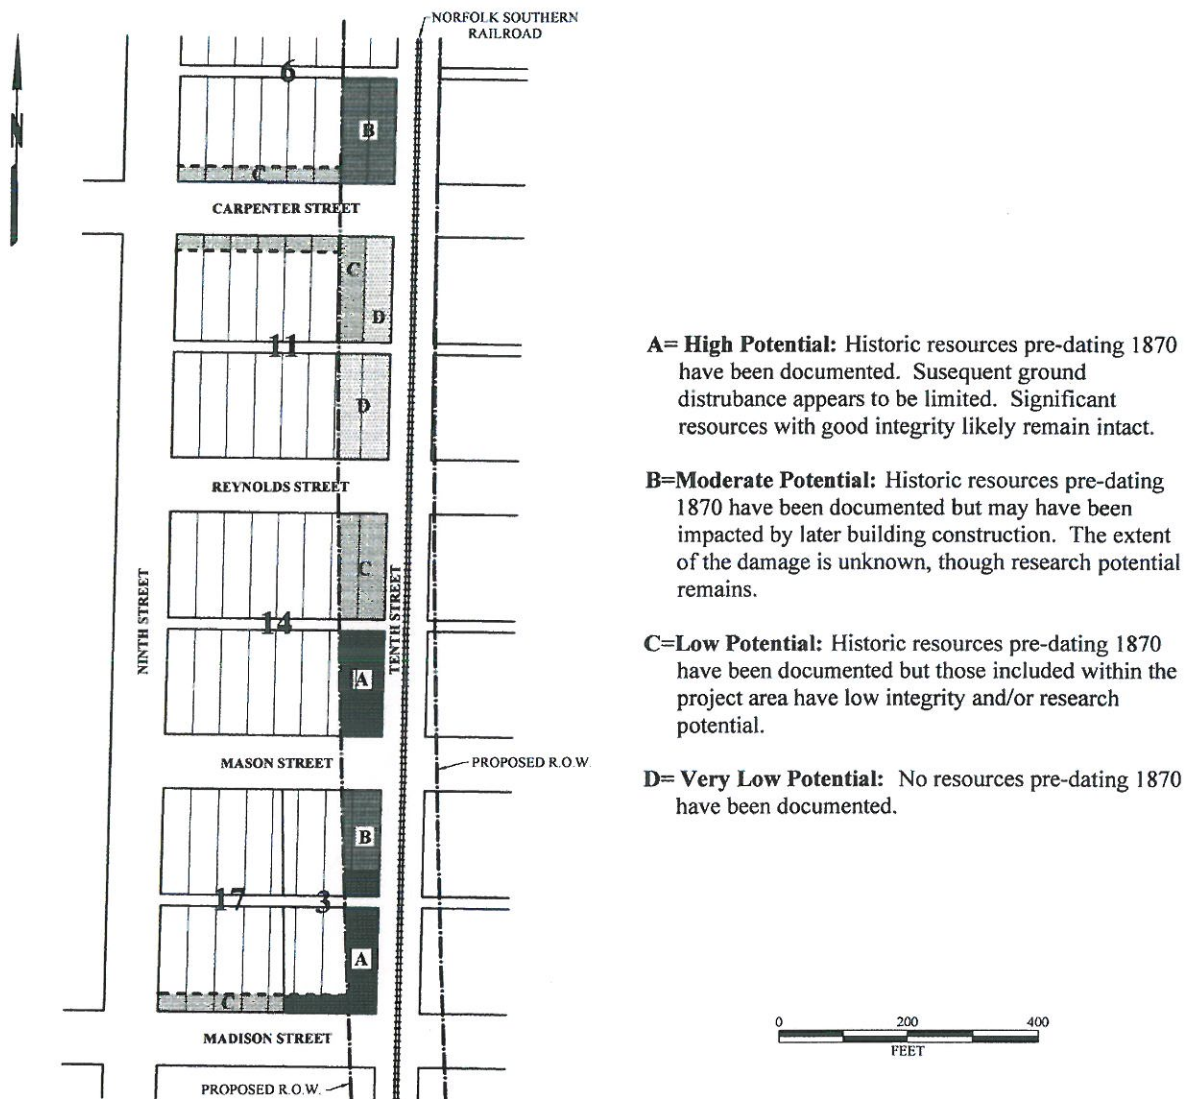 NORFOLK SOUTHERN
RAILROAD
N
6
B
C
CARPENTER STREET
C
D
11
D
REYNOLDS STREET
NINTH STREET
C
TENTH STREET
14
A
MASON STREET
PROPOSED R.O.W.
B
17
3
A
C
MADISON STREET
PROPOSED R.O.W.
A= High Potential: Historic resources pre-dating 1870
have been documented. Susequent ground
distrubance appears to be limited. Significant
resources with good integrity likely remain intact.
B=Moderate Potential: Historic resources pre-dating
1870 have been documented but may have been
impacted by later building construction. The extent
of the damage is unknown, though research potential
remains.
C=Low Potential: Historic resources pre-dating 1870
have been documented but those included within the
project area have low integrity and/or research
potential.
D= Very Low Potential: No resources pre-dating 1870
have been documented.
0 200 400
FEET